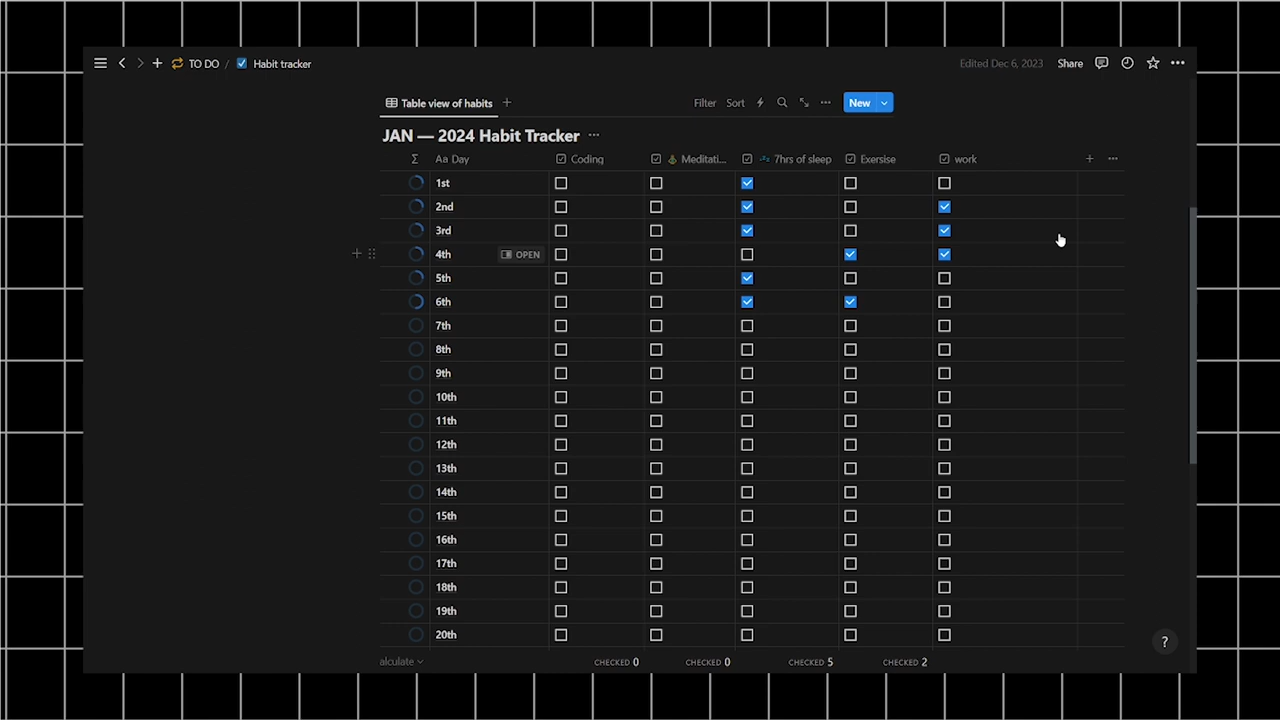 TO DO / Habit tracker Edited Dec 6, 2023 Share
Table view of habits Filter Sort New
JAN — 2024 Habit Tracker
Σ Aa Day Coding Meditati... 7hrs of sleep Exersise work
1st
2nd
3rd
4th OPEN
5th
6th
7th
8th
9th
10th
11th
12th
13th
14th
15th
16th
17th
18th
19th
20th
alculate CHECKED 0 CHECKED 0 CHECKED 5 CHECKED 2
?